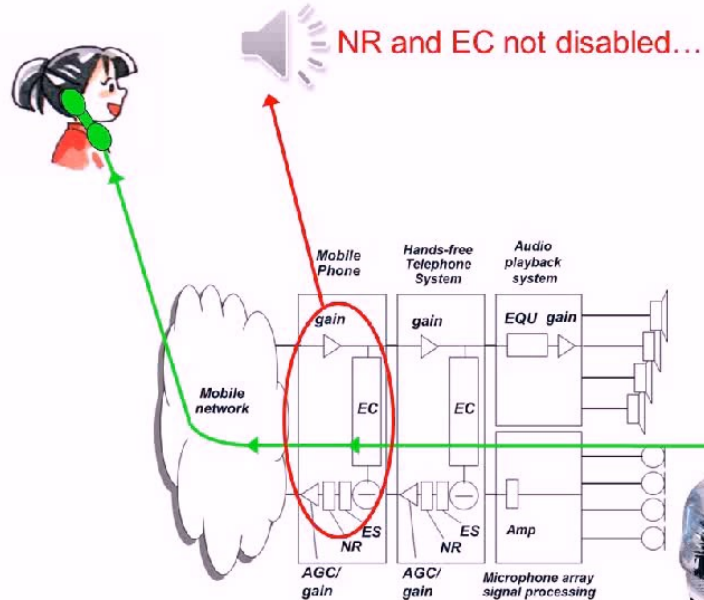 NR and EC not disabled…
Mobile
Phone
Hands-free
Telephone
System
Audio
playback
system
gain
gain
EQU gain
Mobile
network
EC
EC
ES
NR
ES
NR
Amp
AGC/
gain
AGC/
gain
Microphone array
signal processing